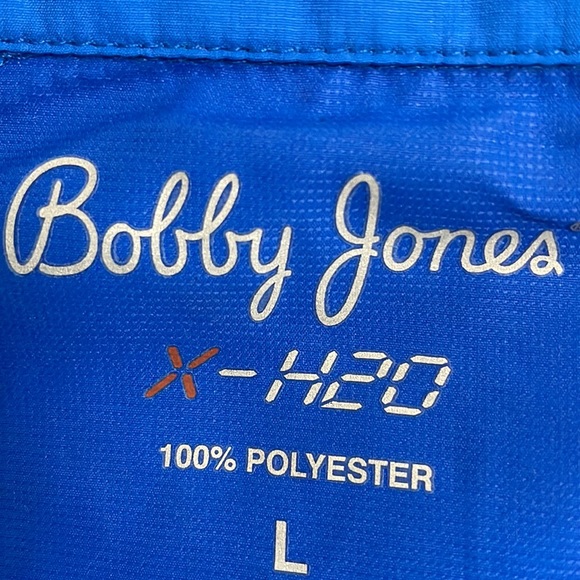 Bobby Jones
X-H2O
100% POLYESTER
L